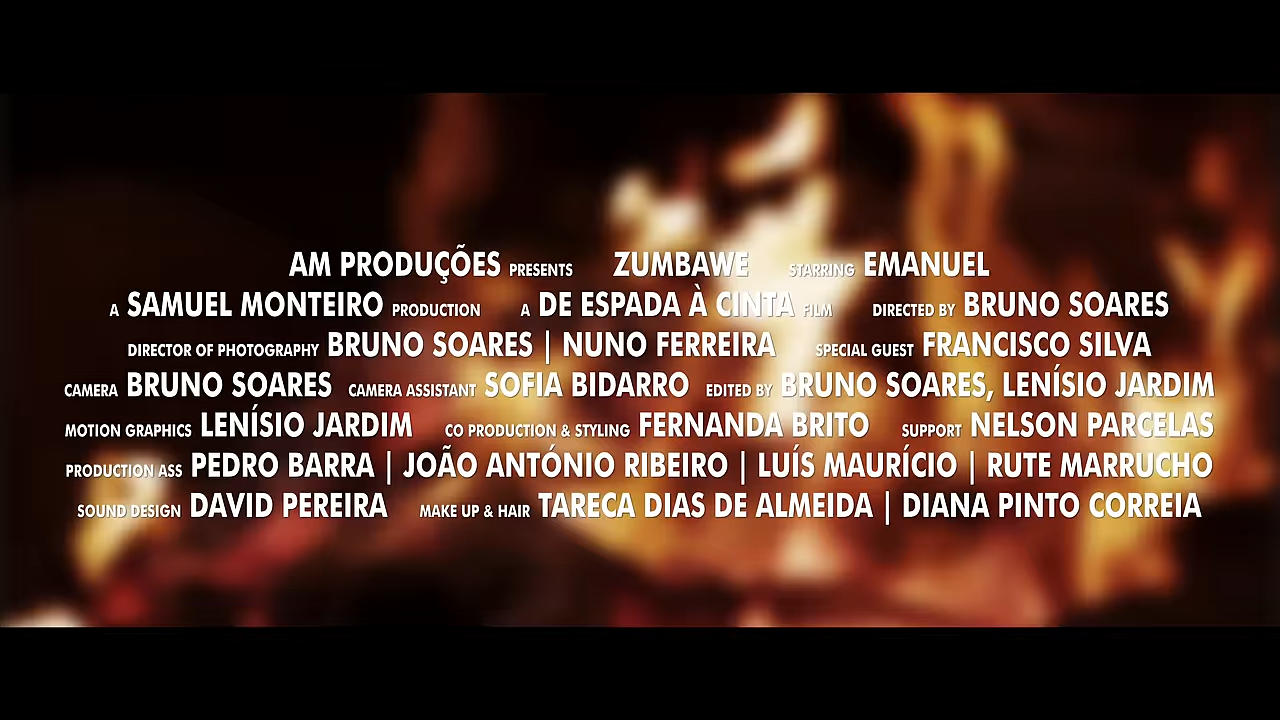 AM PRODUÇÕES PRESENTS ZUMBAWE STARRING EMANUEL
A SAMUEL MONTEIRO PRODUCTION A DE ESPADA À CINTA FILM DIRECTED BY BRUNO SOARES
DIRECTOR OF PHOTOGRAPHY BRUNO SOARES | NUNO FERREIRA SPECIAL GUEST FRANCISCO SILVA
CAMERA BRUNO SOARES CAMERA ASSISTANT SOFIA BIDARRO EDITED BY BRUNO SOARES, LENÍSIO JARDIM
MOTION GRAPHICS LENÍSIO JARDIM CO PRODUCTION & STYLING FERNANDA BRITO SUPPORT NELSON PARCELAS
PRODUCTION ASS PEDRO BARRA | JOÃO ANTÓNIO RIBEIRO | LUÍS MAURÍCIO | RUTE MARRUCHO
SOUND DESIGN DAVID PEREIRA MAKE UP & HAIR TARECA DIAS DE ALMEIDA | DIANA PINTO CORREIA